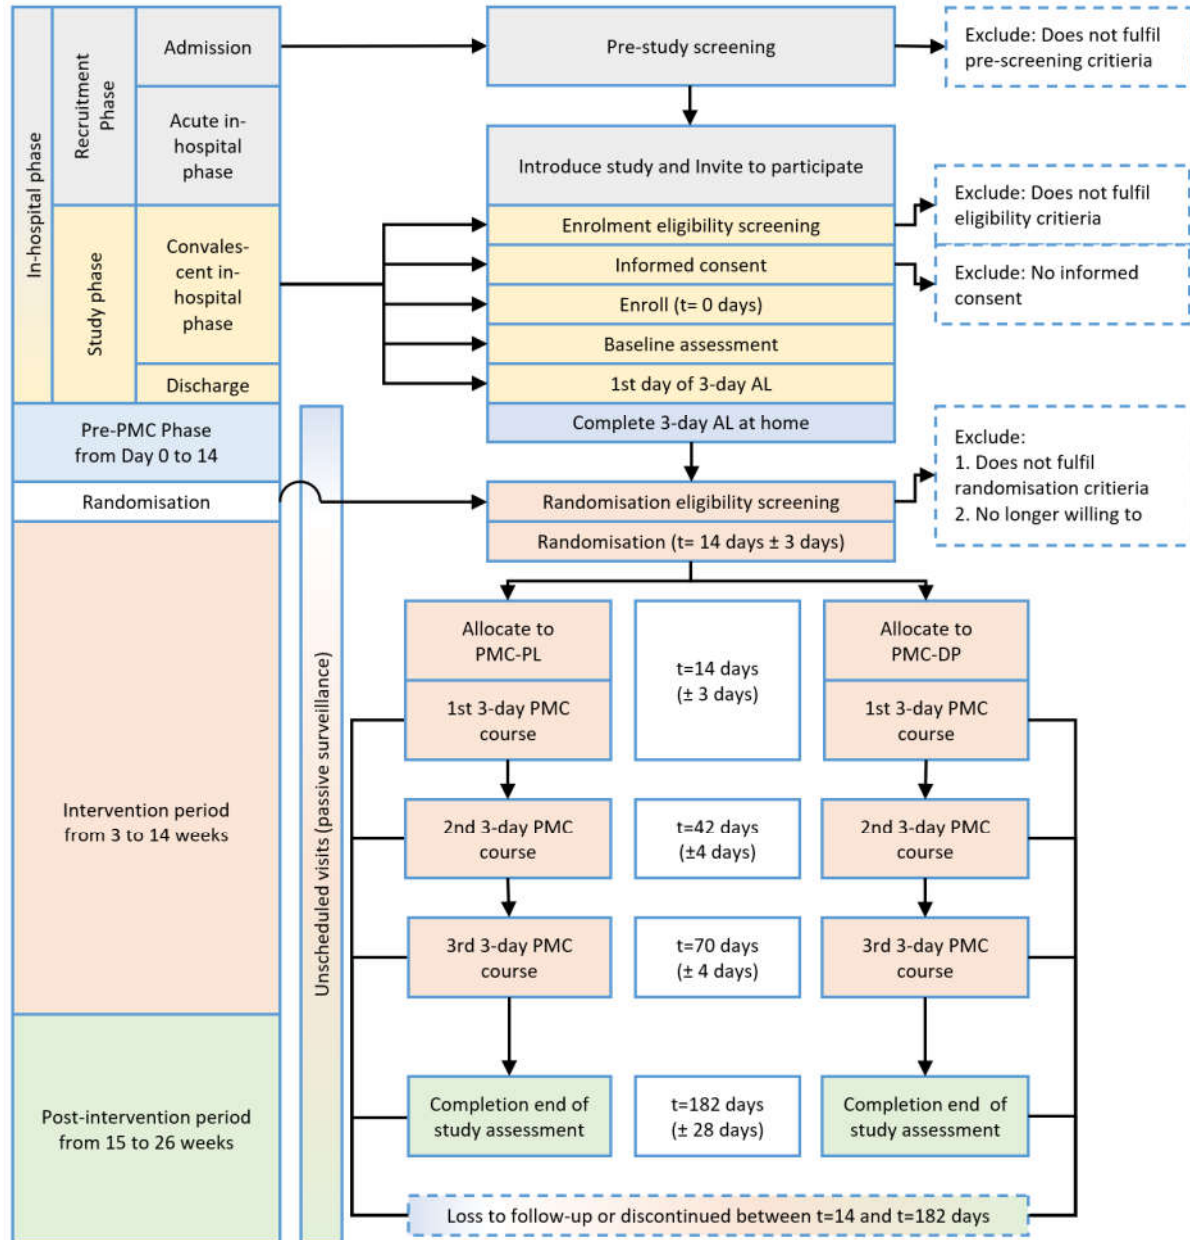 In-hospital phase
Recruitment
Phase
Study phase
Admission
Acute in-
hospital
phase
Convales-
cent in-
hospital
phase
Discharge
Pre-PMC Phase
from Day 0 to 14
Randomisation
Intervention period
from 3 to 14 weeks
Post-intervention period
from 15 to 26 weeks
Unscheduled visits (passive surveillance)
Pre-study screening
Exclude: Does not fulfil
pre-screening critieria
Introduce study and Invite to participate
Enrolment eligibility screening
Exclude: Does not fulfil
eligibility critieria
Informed consent
Exclude: No informed
consent
Enroll (t= 0 days)
Baseline assessment
1st day of 3-day AL
Complete 3-day AL at home
Randomisation eligibility screening
Exclude:
1. Does not fulfil
randomisation critieria
2. No longer willing to
Randomisation (t= 14 days ± 3 days)
Allocate to
PMC-PL
t=14 days
(± 3 days)
Allocate to
PMC-DP
1st 3-day PMC
course
1st 3-day PMC
course
2nd 3-day PMC
course
t=42 days
(±4 days)
2nd 3-day PMC
course
3rd 3-day PMC
course
t=70 days
(± 4 days)
3rd 3-day PMC
course
Completion end of
study assessment
t=182 days
(± 28 days)
Completion end of
study assessment
Loss to follow-up or discontinued between t=14 and t=182 days